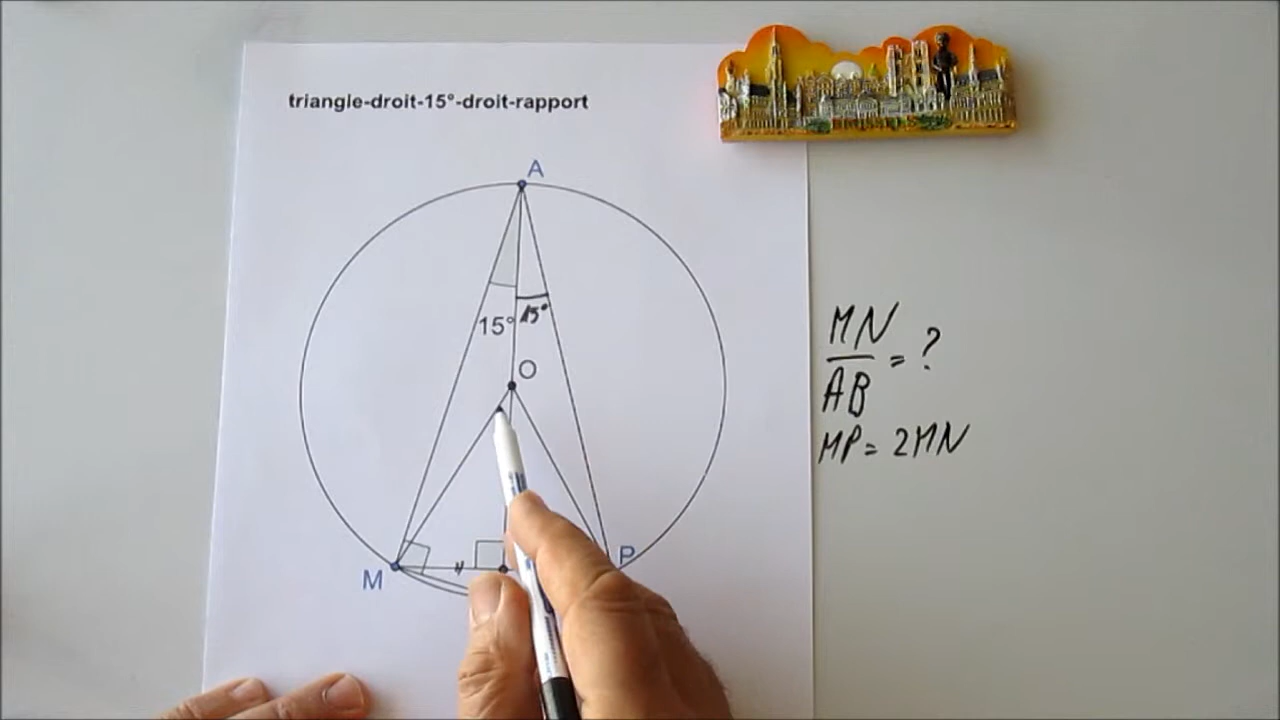 triangle-droit-15°-droit-rapport
A
15° 15°
O
M
P
MN
AB = ?
MP = 2MN